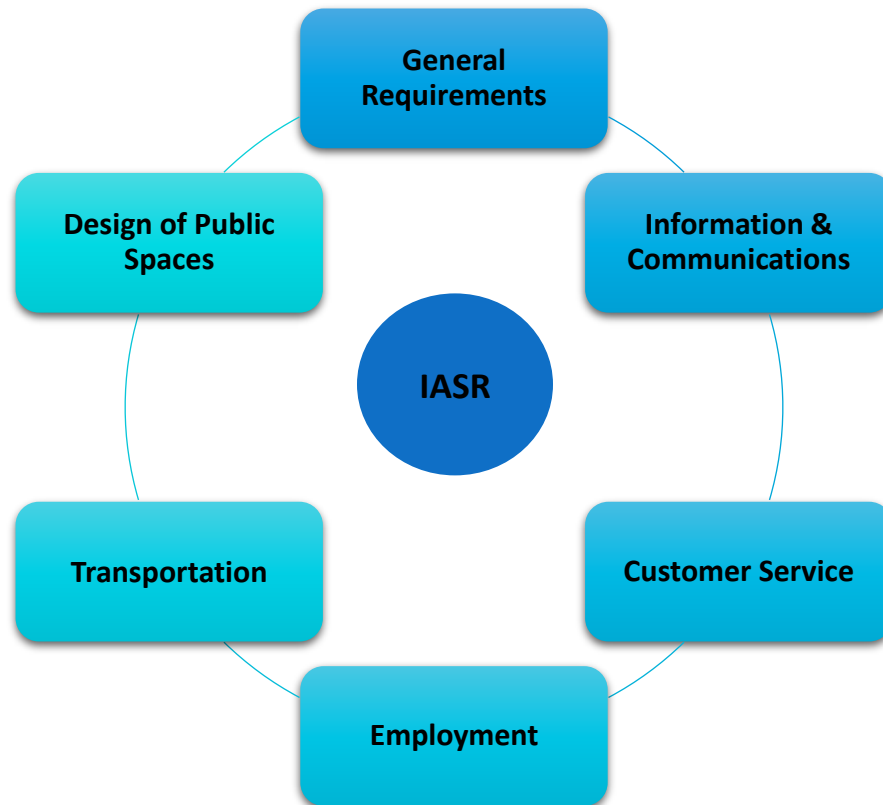 General
Requirements
Design of Public
Spaces
Information &
Communications
IASR
Transportation
Customer Service
Employment